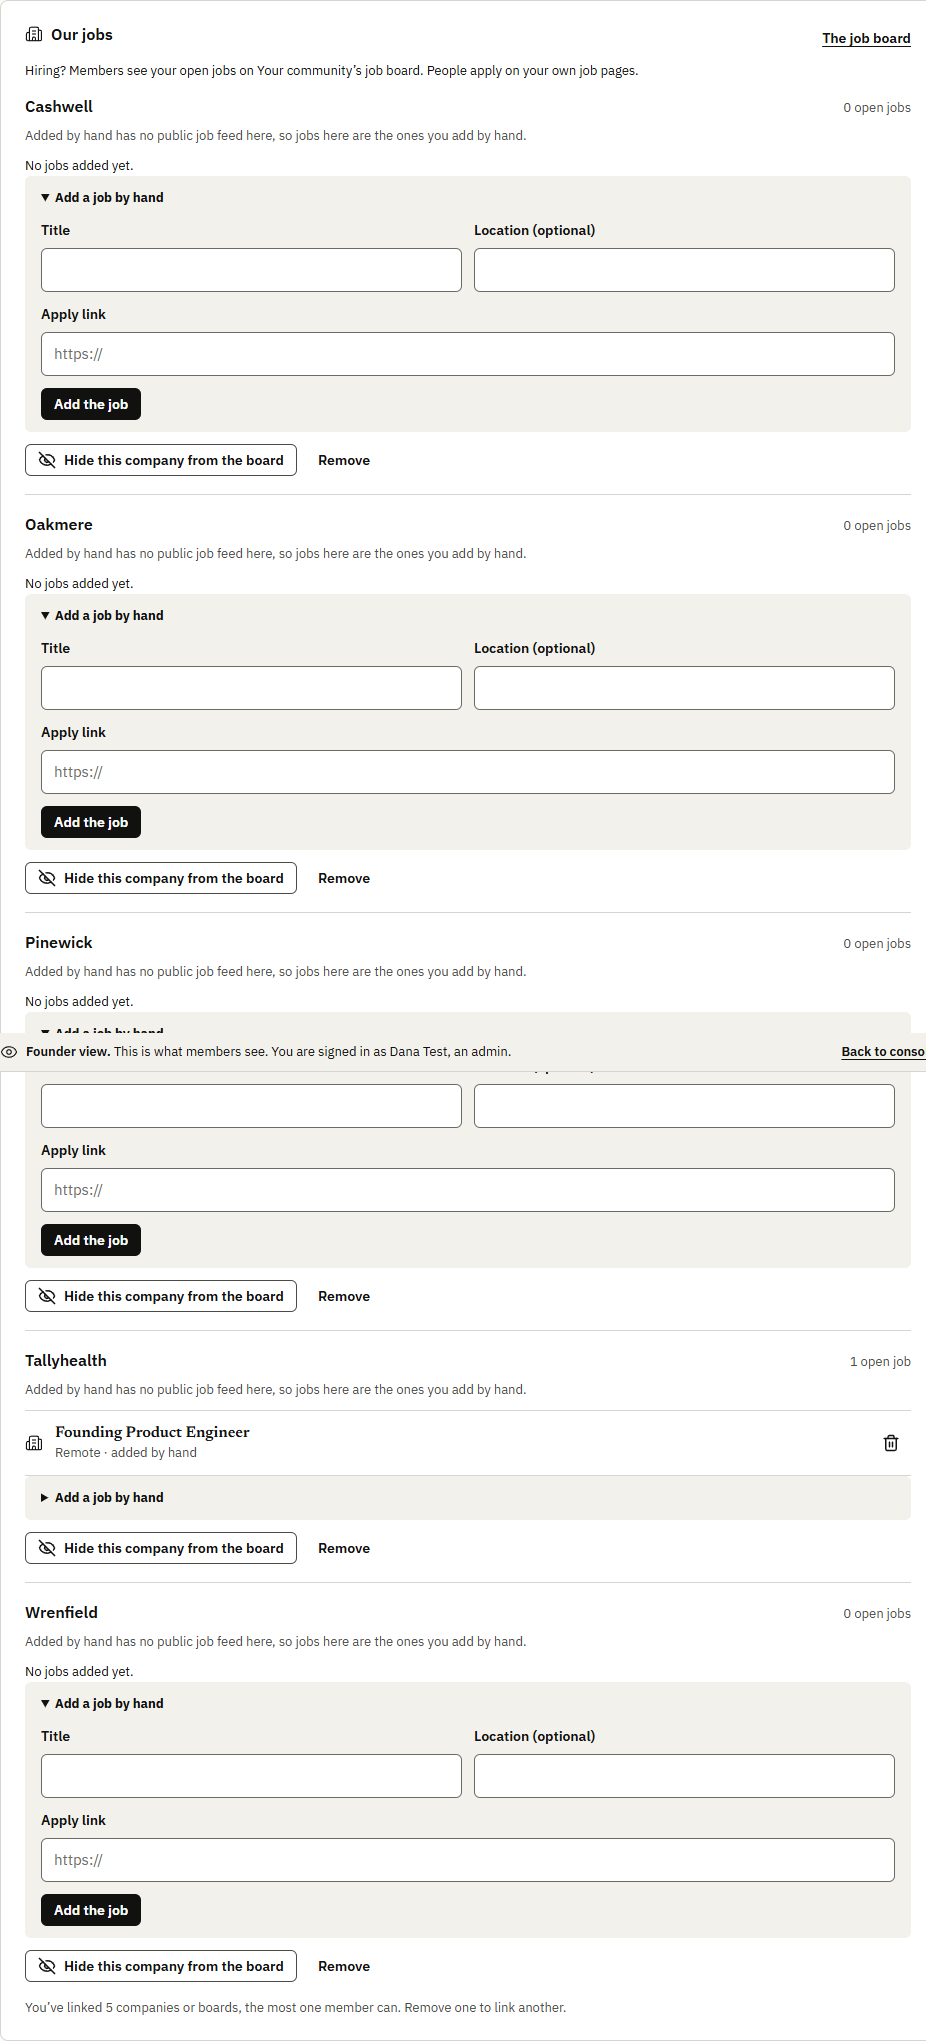 Our jobs
The job board
Hiring? Members see your open jobs on Your community’s job board. People apply on your own job pages.
Cashwell
0 open jobs
Added by hand has no public job feed here, so jobs here are the ones you add by hand.
No jobs added yet.
Add a job by hand
Title
Location (optional)
Apply link
https://
Add the job
Hide this company from the board
Remove
Oakmere
0 open jobs
Added by hand has no public job feed here, so jobs here are the ones you add by hand.
No jobs added yet.
Add a job by hand
Title
Location (optional)
Apply link
https://
Add the job
Hide this company from the board
Remove
Pinewick
0 open jobs
Added by hand has no public job feed here, so jobs here are the ones you add by hand.
No jobs added yet.
Add a job by hand
Founder view. This is what members see. You are signed in as Dana Test, an admin.
Back to conso
Apply link
https://
Add the job
Hide this company from the board
Remove
Tallyhealth
1 open job
Added by hand has no public job feed here, so jobs here are the ones you add by hand.
Founding Product Engineer
Remote · added by hand
Add a job by hand
Hide this company from the board
Remove
Wrenfield
0 open jobs
Added by hand has no public job feed here, so jobs here are the ones you add by hand.
No jobs added yet.
Add a job by hand
Title
Location (optional)
Apply link
https://
Add the job
Hide this company from the board
Remove
You’ve linked 5 companies or boards, the most one member can. Remove one to link another.